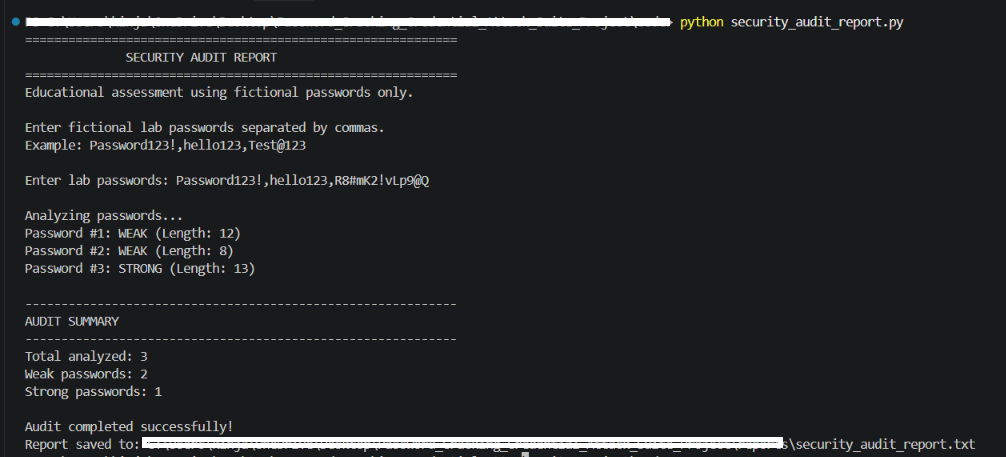 python security_audit_report.py
============================================================
SECURITY AUDIT REPORT
============================================================
Educational assessment using fictional passwords only.
Enter fictional lab passwords separated by commas.
Example: Password123!,hello123,Test@123
Enter lab passwords: Password123!,hello123,R8#mK2!vLp9@Q
Analyzing passwords...
Password #1: WEAK (Length: 12)
Password #2: WEAK (Length: 8)
Password #3: STRONG (Length: 13)
------------------------------------------------------------
AUDIT SUMMARY
------------------------------------------------------------
Total analyzed: 3
Weak passwords: 2
Strong passwords: 1
Audit completed successfully!
Report saved to: s\security_audit_report.txt